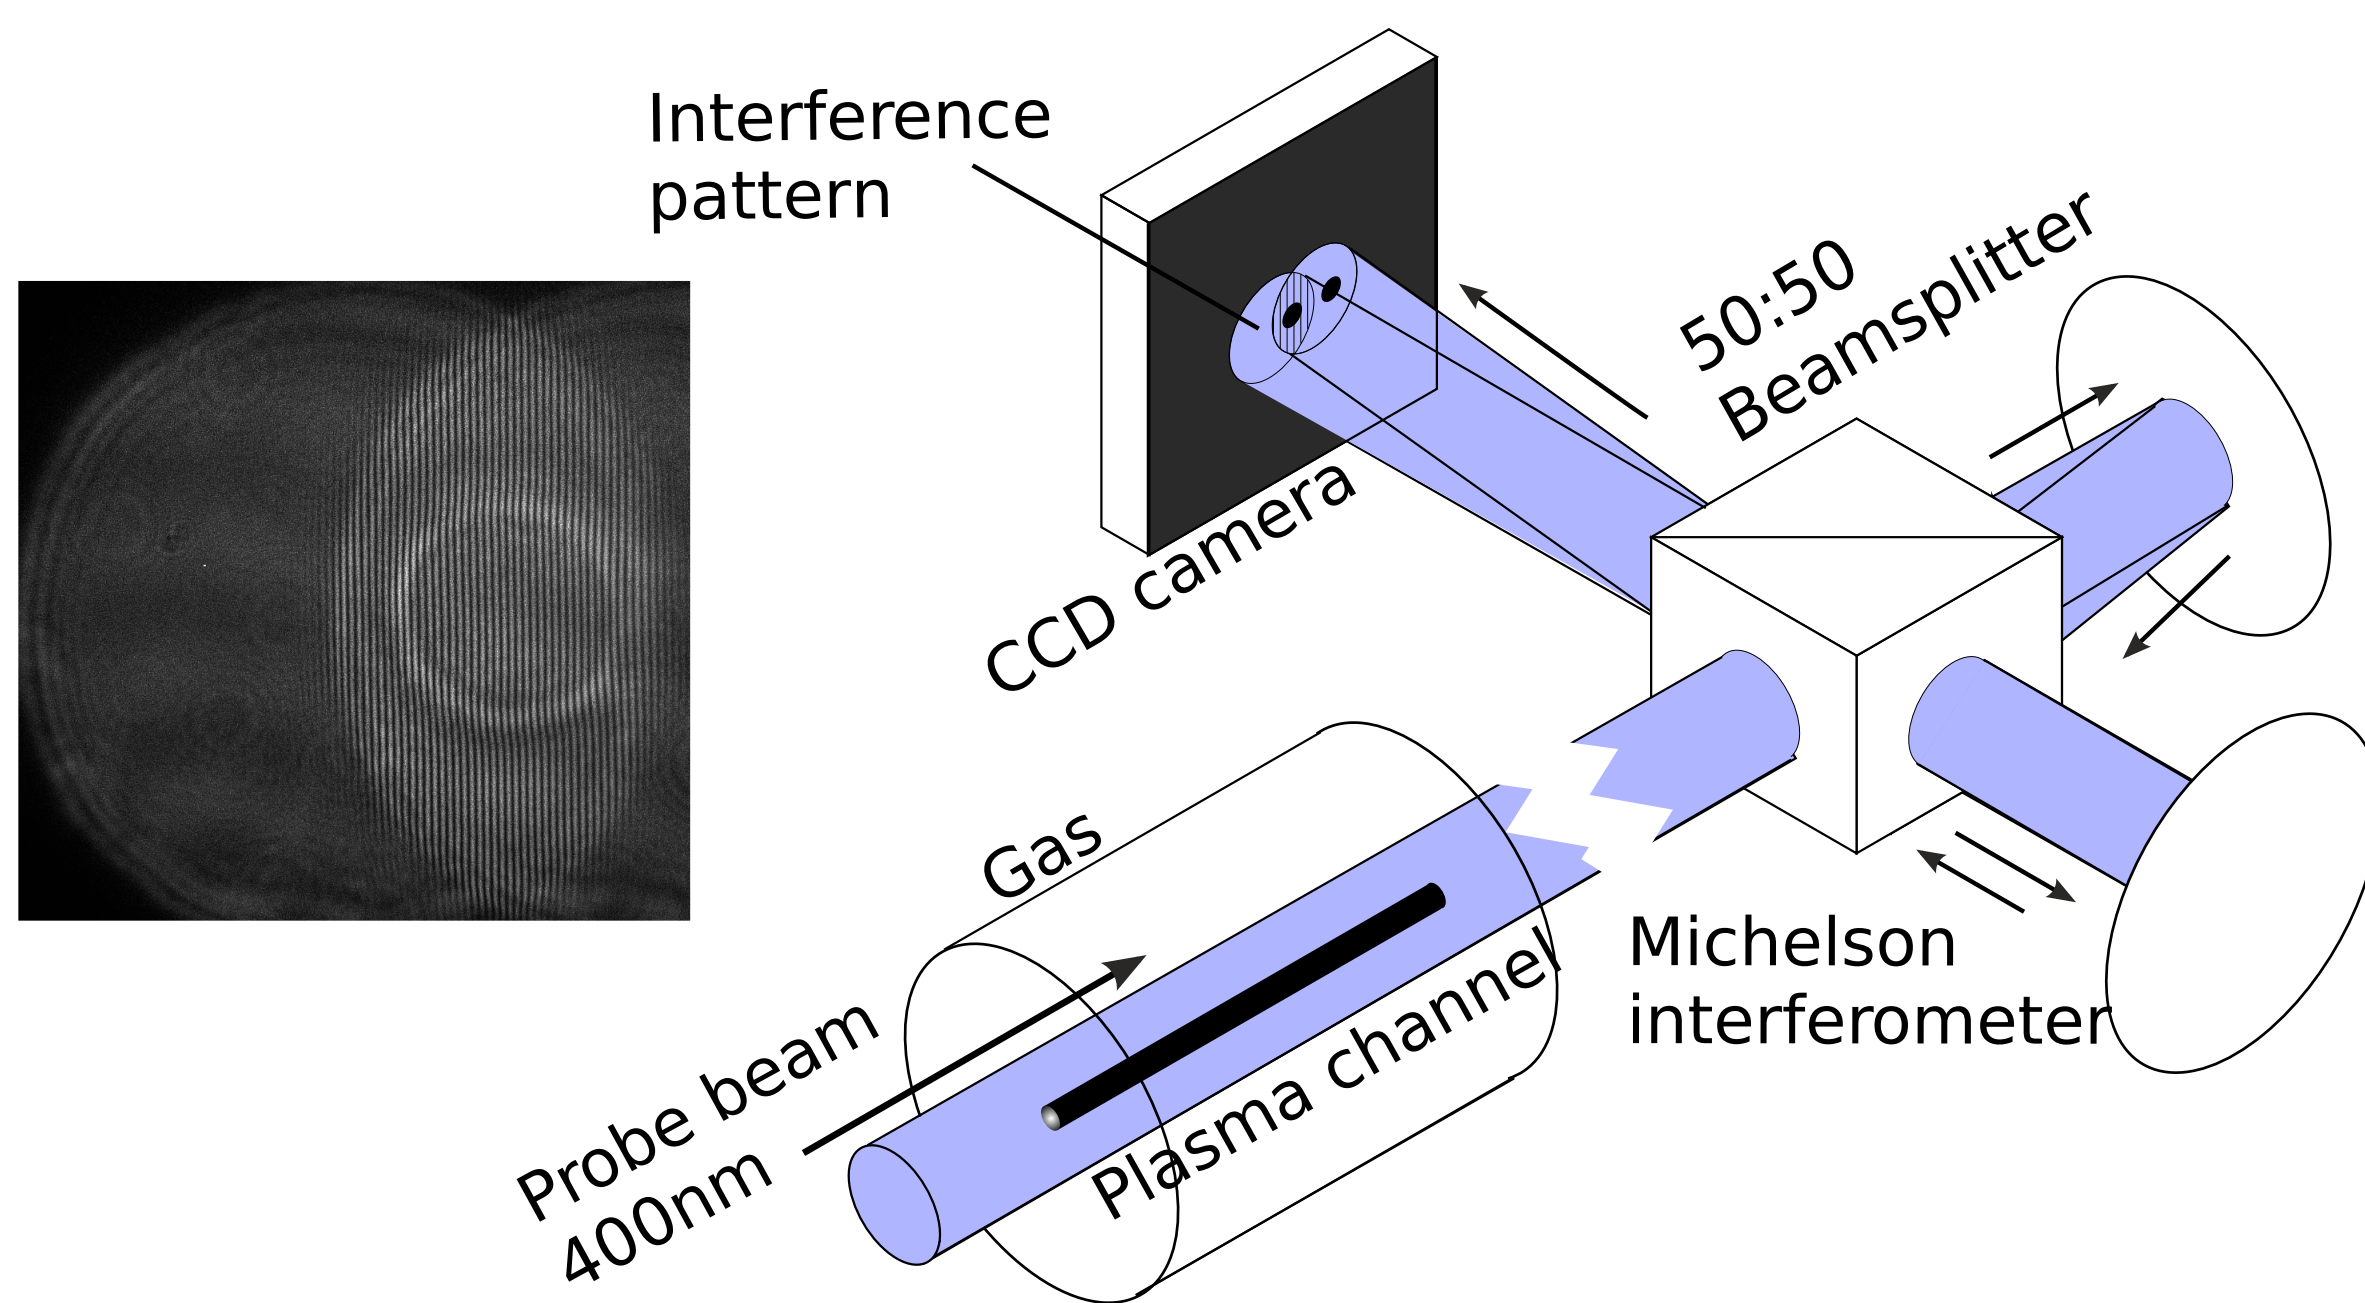 Interference
pattern
50:50
Beamsplitter
CCD camera
Gas
Plasma channel
Michelson
interferometer
Probe beam
400nm